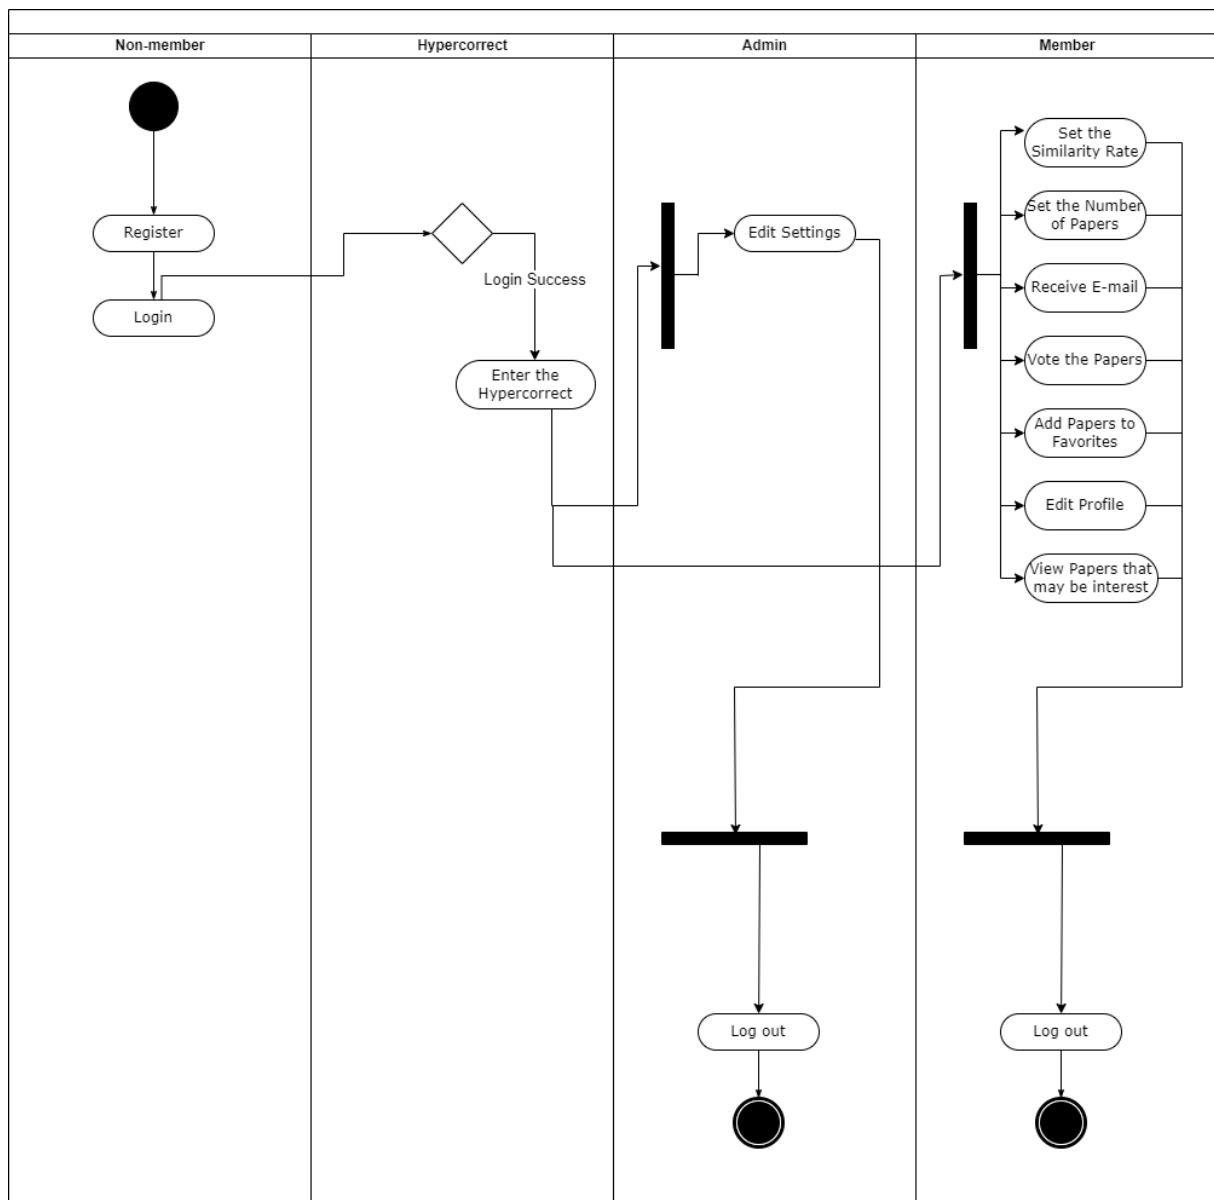 Non-member
Hypercorrect
Admin
Member
Register
Login
Login Success
Enter the
Hypercorrect
Edit Settings
Set the
Similarity Rate
Set the Number
of Papers
Receive E-mail
Vote the Papers
Add Papers to
Favorites
Edit Profile
View Papers that
may be interest
Log out
Log out